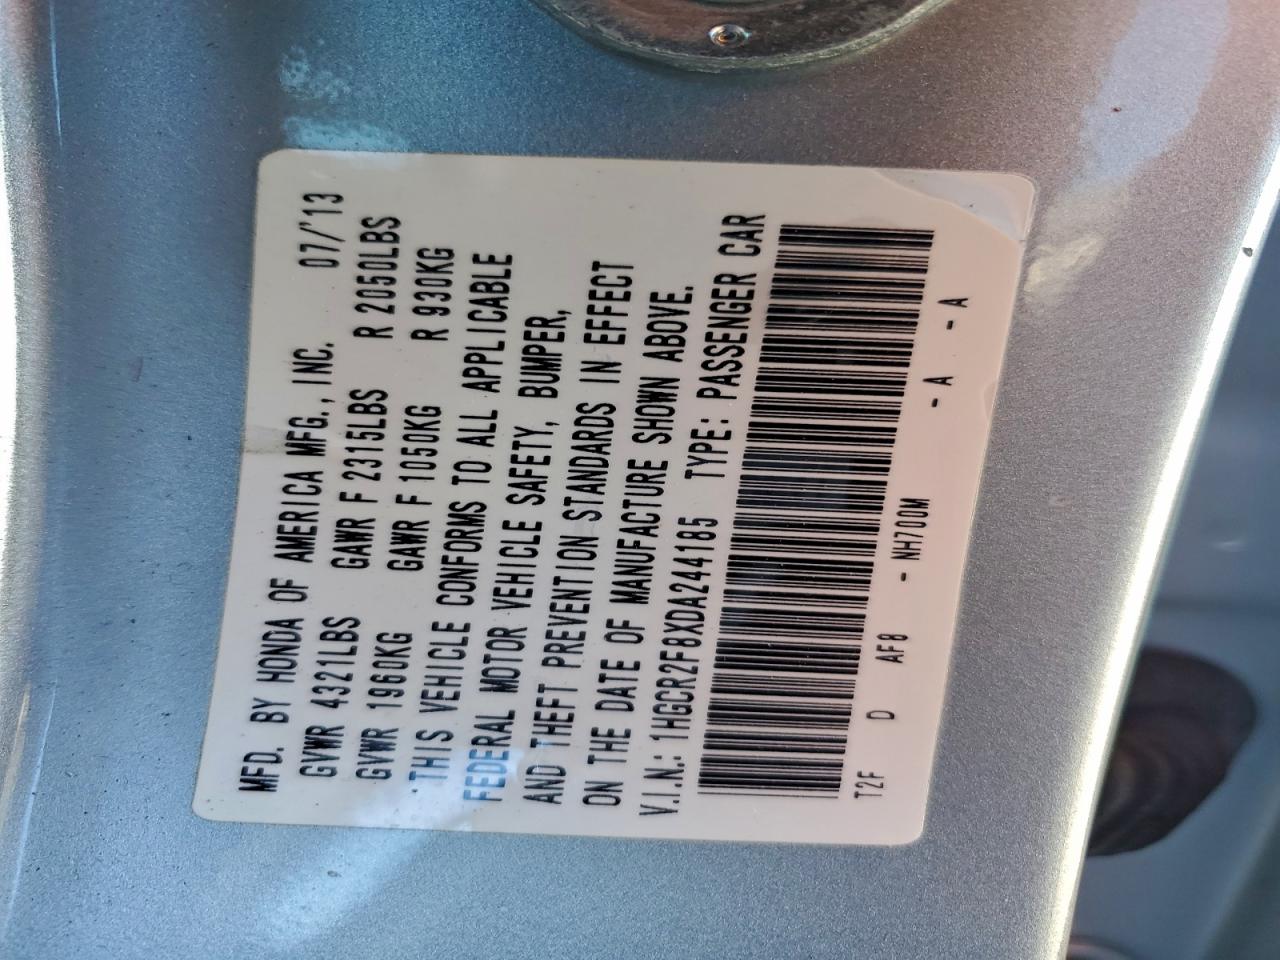 MFD. BY HONDA OF AMERICA MFG., INC. 07/'13
GVWR 4321LBS GAWR F 2315LBS R 2050LBS
GVWR 1960KG GAWR F 1050KG R 930KG
THIS VEHICLE CONFORMS TO ALL APPLICABLE
FEDERAL MOTOR VEHICLE SAFETY, BUMPER,
AND THEFT PREVENTION STANDARDS IN EFFECT
ON THE DATE OF MANUFACTURE SHOWN ABOVE.
V.I.N.: 1HGCR2F8XDA244185 TYPE: PASSENGER CAR
T2F D AF8 - NH700M - A - A